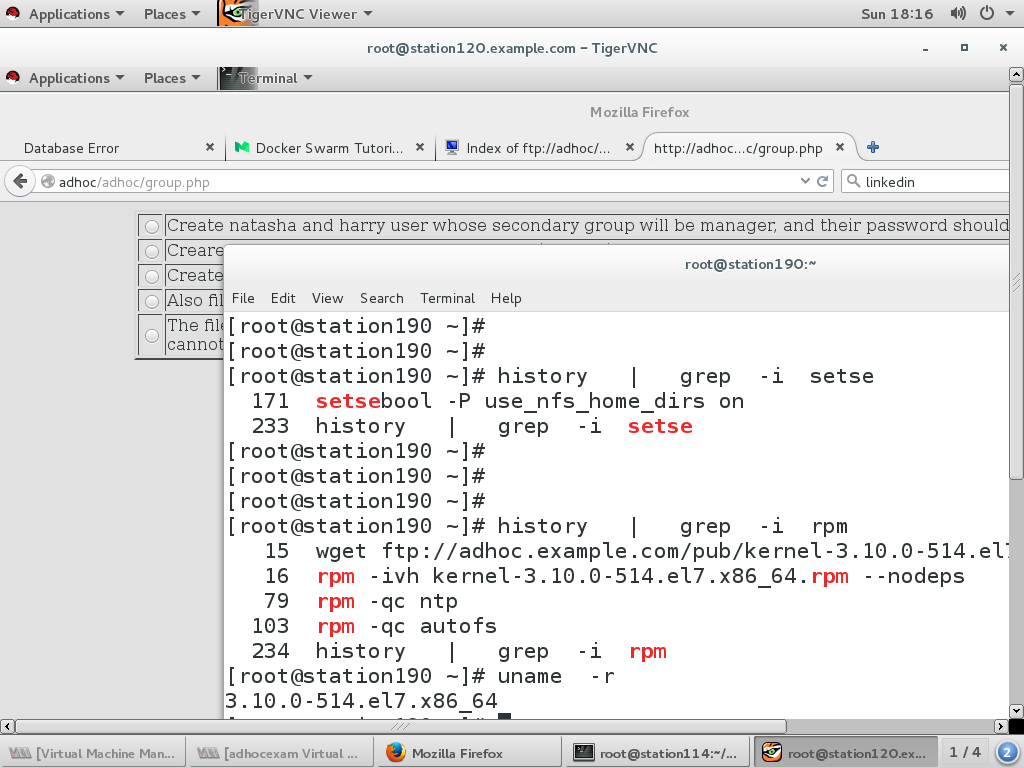 Applications Places TigerVNC Viewer Sun 18:16
root@station120.example.com – TigerVNC
Applications Places Terminal
Mozilla Firefox
Database Error Docker Swarm Tutori... Index of ftp://adhoc/... http://adhoc...c/group.php
adhoc/adhoc/group.php linkedin
Create natasha and harry user whose secondary group will be manager, and their password should
Creare
Create
Also fil
The file
cannot
root@station190:~
File Edit View Search Terminal Help
[root@station190 ~]#
[root@station190 ~]#
[root@station190 ~]# history | grep -i setse
171 setsebool -P use_nfs_home_dirs on
233 history | grep -i setse
[root@station190 ~]#
[root@station190 ~]#
[root@station190 ~]#
[root@station190 ~]# history | grep -i rpm
15 wget ftp://adhoc.example.com/pub/kernel-3.10.0-514.el7
16 rpm -ivh kernel-3.10.0-514.el7.x86_64.rpm --nodeps
79 rpm -qc ntp
103 rpm -qc autofs
234 history | grep -i rpm
[root@station190 ~]# uname -r
3.10.0-514.el7.x86_64
[Virtual Machine Man... [adhocexam Virtual ... Mozilla Firefox root@station114:~/... root@station120.ex... 1 / 4 2